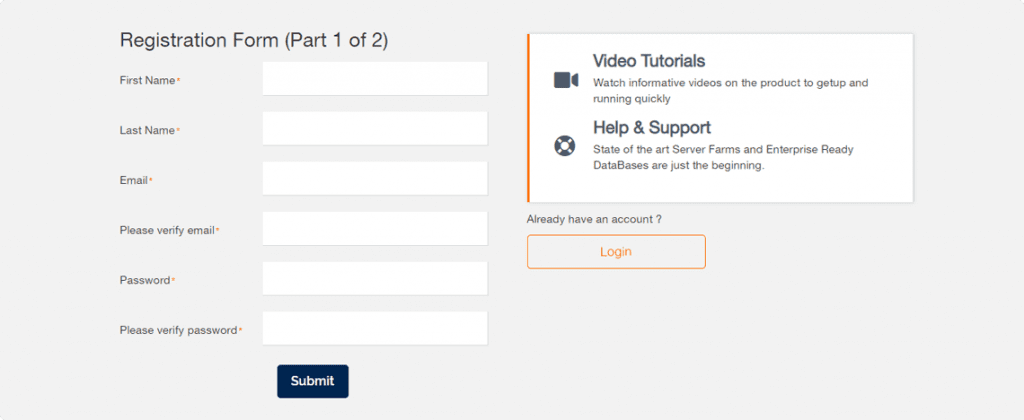 Registration Form (Part 1 of 2)
First Name*
Last Name*
Email*
Please verify email*
Password*
Please verify password*
Submit
Video Tutorials
Watch informative videos on the product to getup and
running quickly
Help & Support
State of the art Server Farms and Enterprise Ready
DataBases are just the beginning.
Already have an account ?
Login